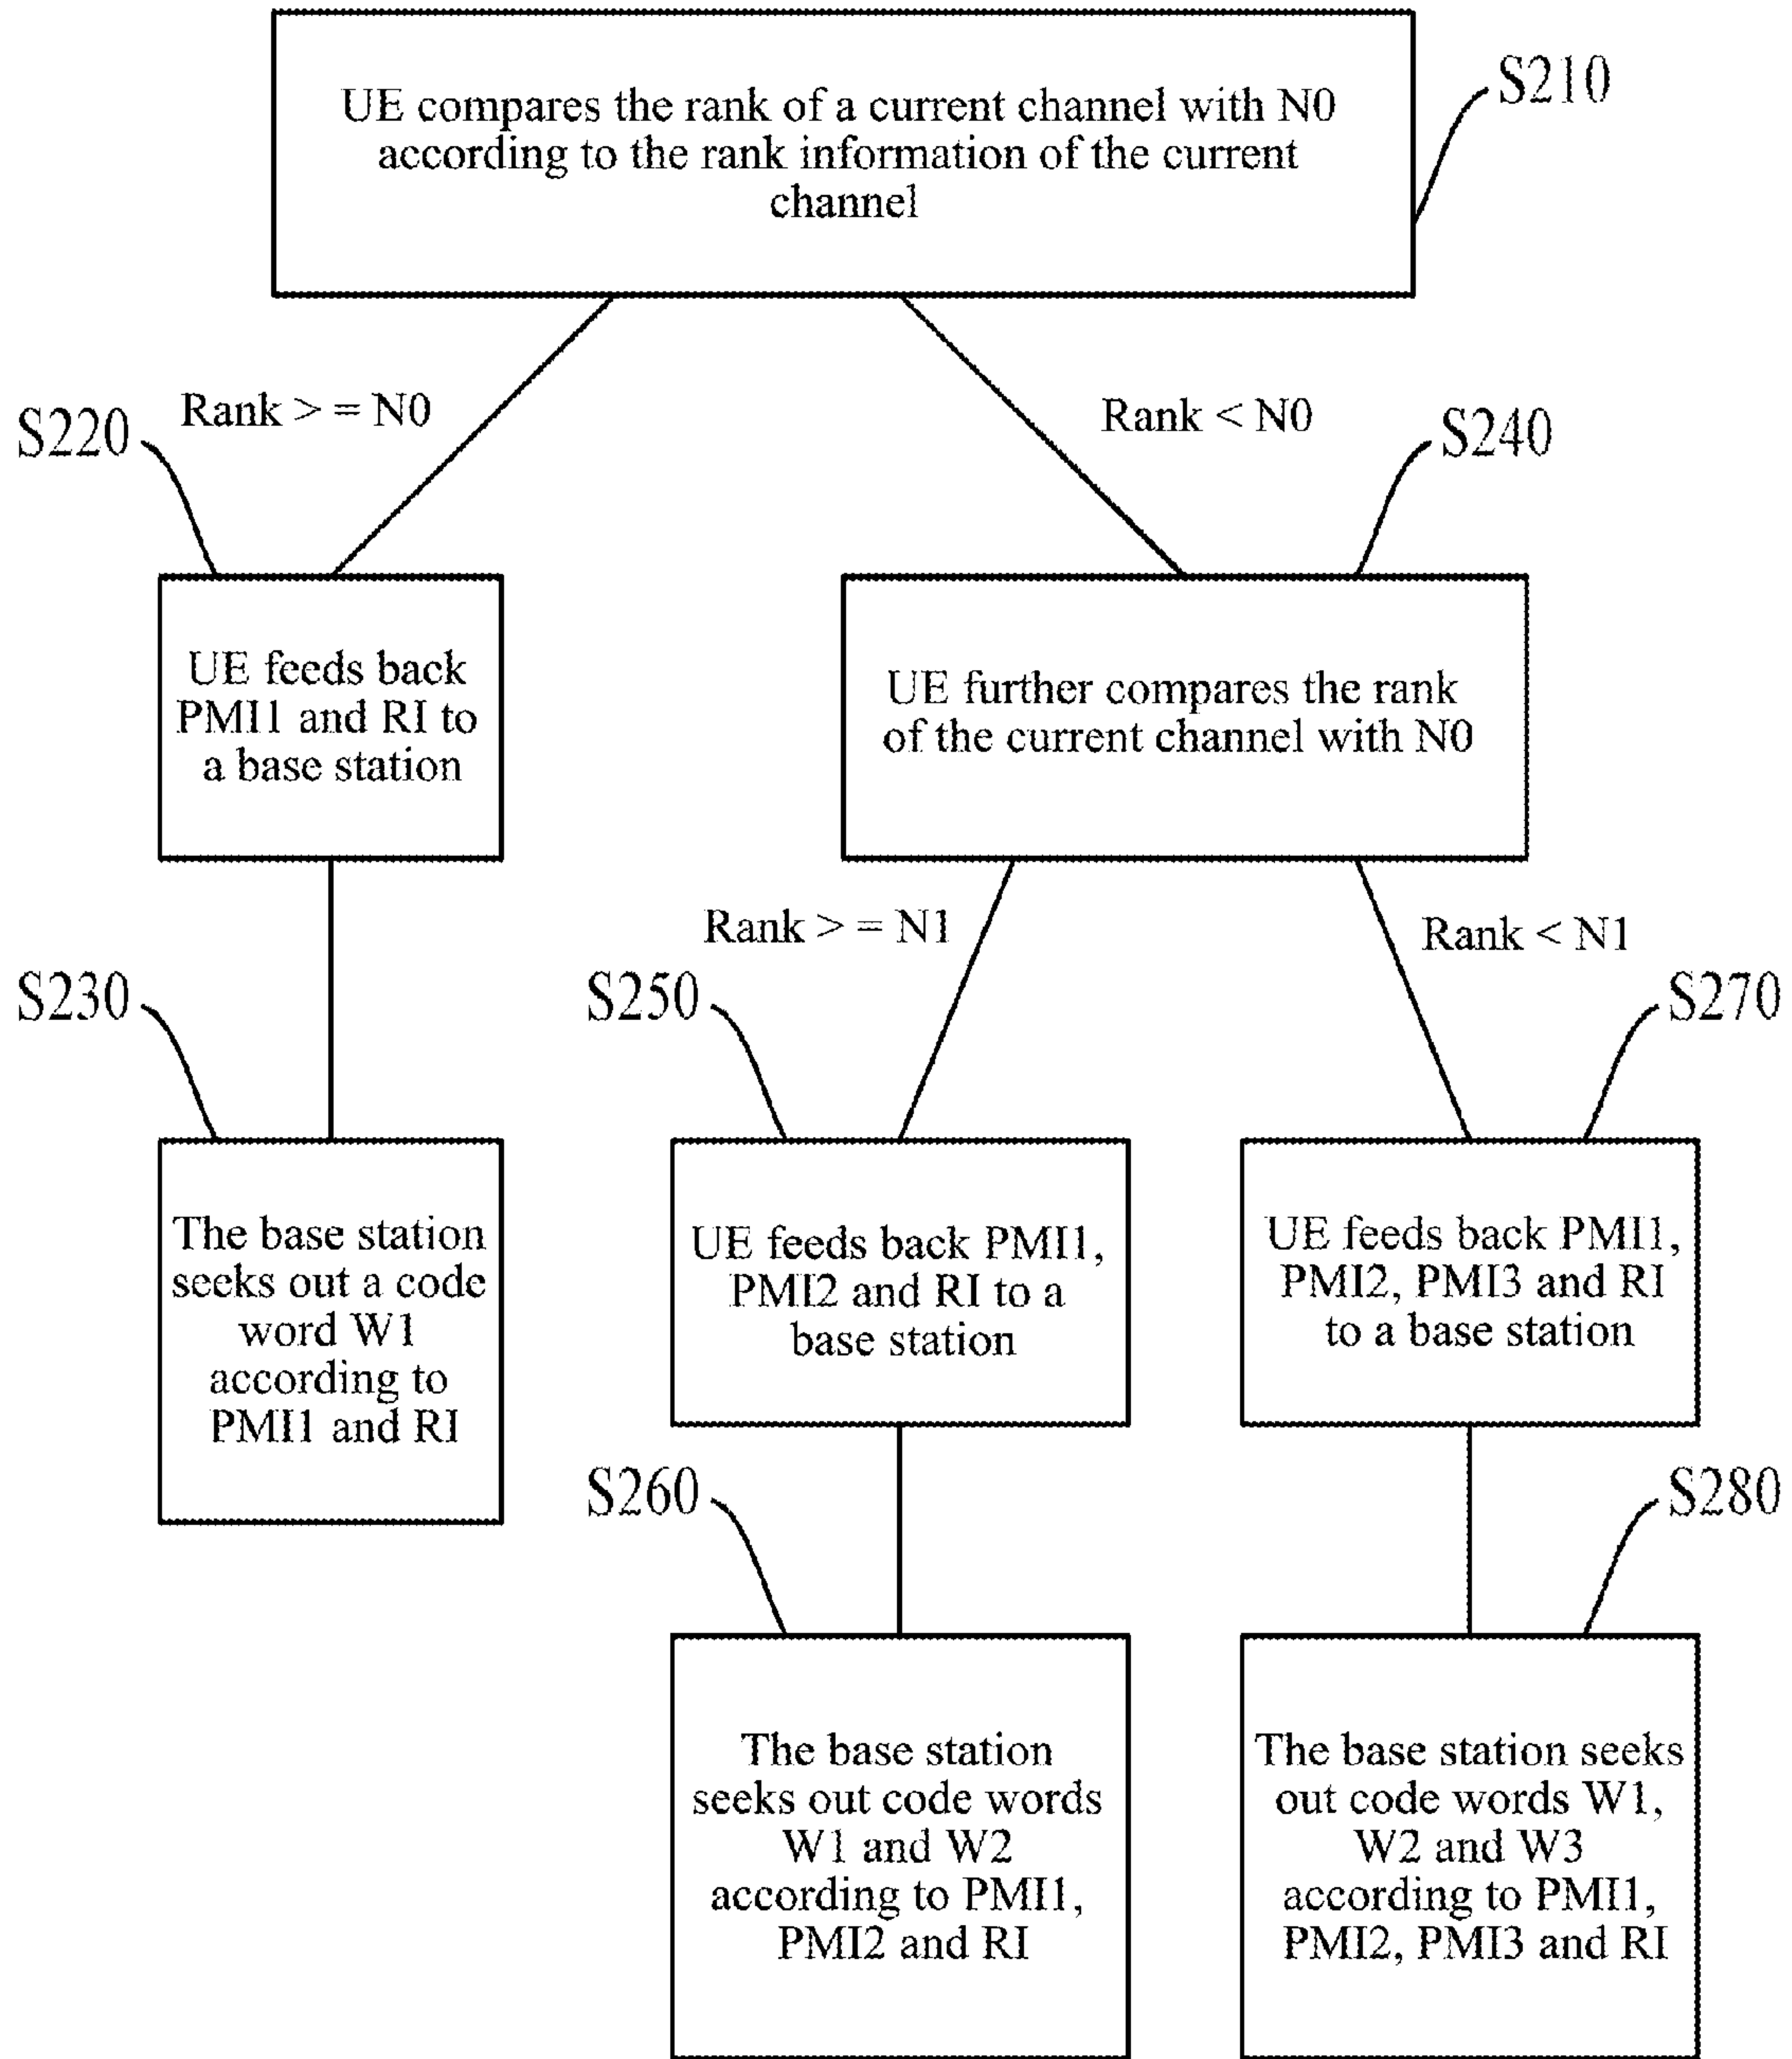 UE compares the rank of a current channel with N0
according to the rank information of the current
channel
S210
Rank > = N0
Rank < N0
S220
S240
UE feeds back
PMI1 and RI to
a base station
UE further compares the rank
of the current channel with N0
Rank > = N1
Rank < N1
S230
S250
S270
The base station
seeks out a code
word W1
according to
PMI1 and RI
UE feeds back PMI1,
PMI2 and RI to a
base station
UE feeds back PMI1,
PMI2, PMI3 and RI
to a base station
S260
S280
The base station
seeks out code words
W1 and W2
according to PMI1,
PMI2 and RI
The base station seeks
out code words W1,
W2 and W3
according to PMI1,
PMI2, PMI3 and RI